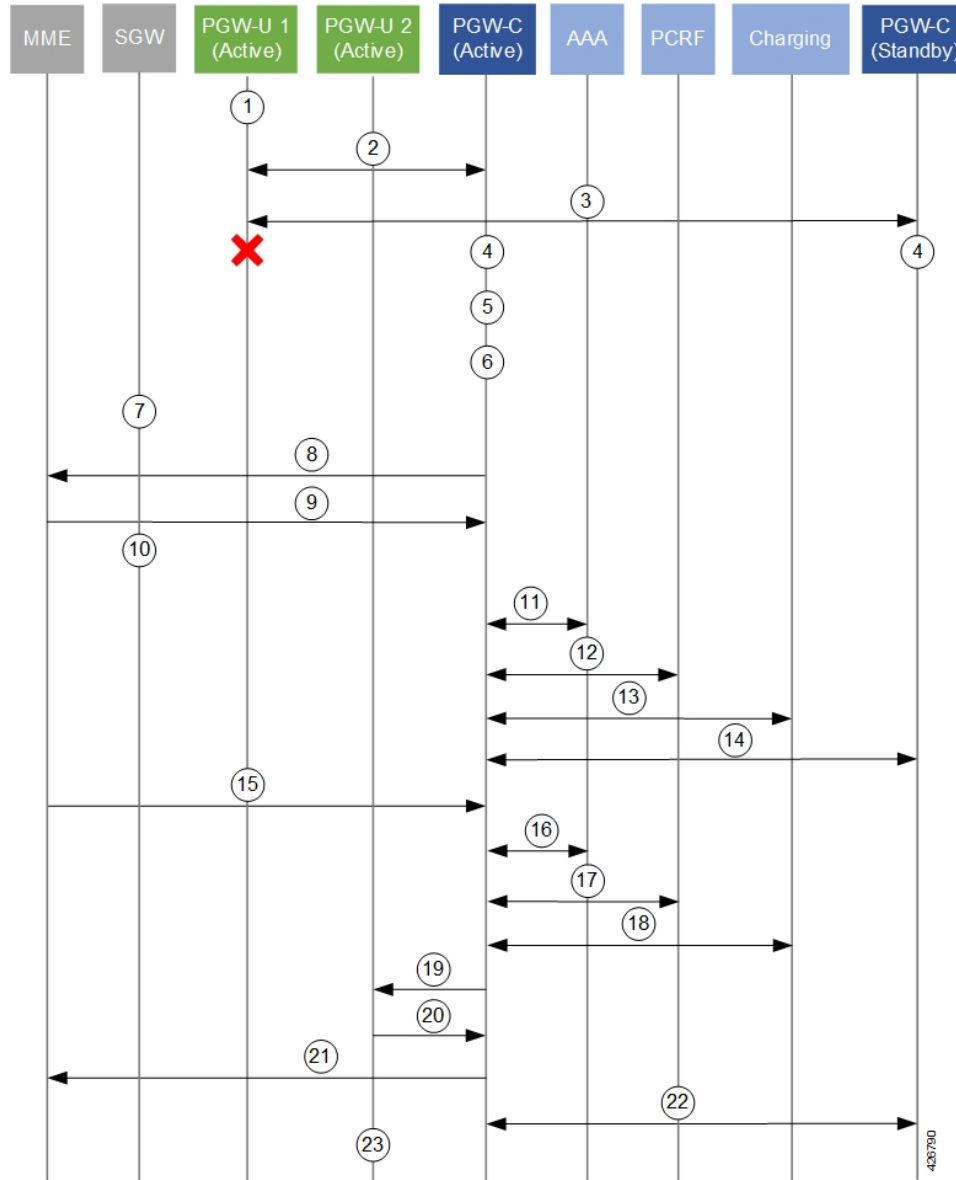 MME
SGW
PGW-U 1
(Active)
PGW-U 2
(Active)
PGW-C
(Active)
AAA
PCRF
Charging
PGW-C
(Standby)
1
2
3
4
4
5
6
7
8
9
10
11
12
13
14
15
16
17
18
19
20
21
22
23
426790